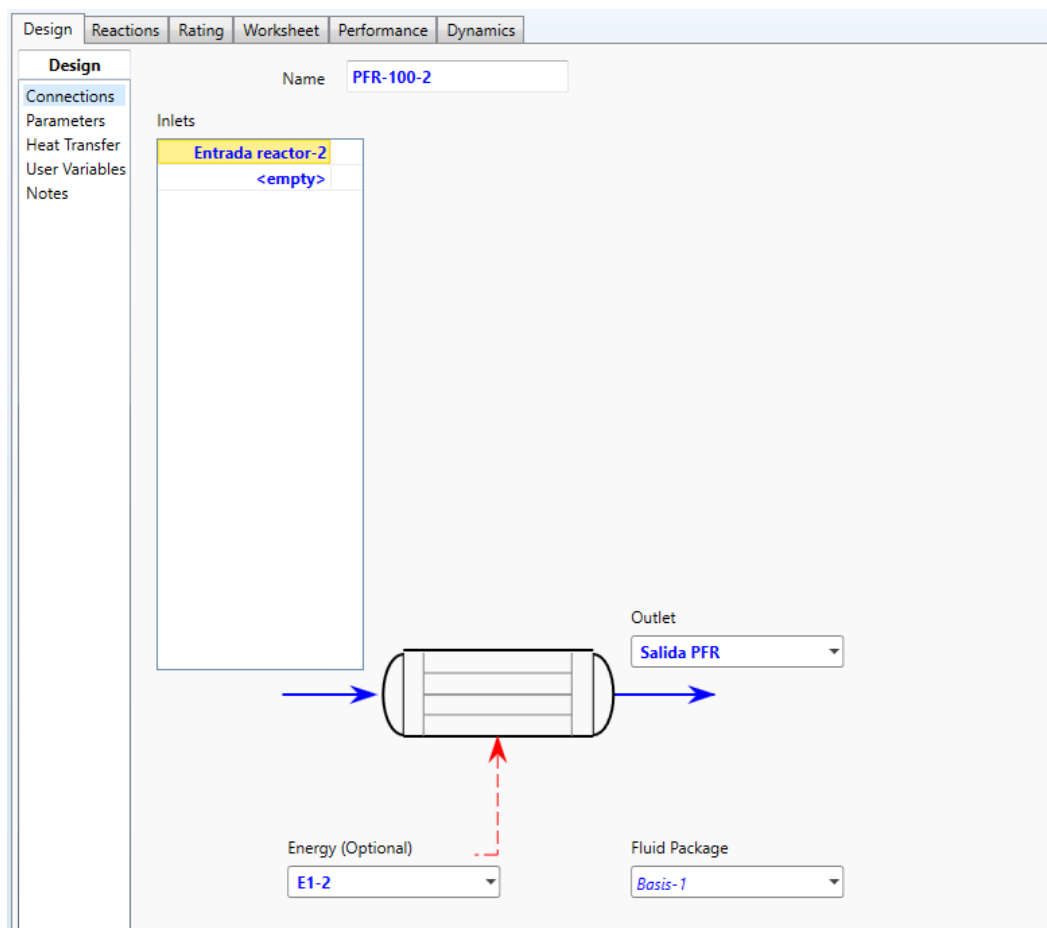 Design Reactions Rating Worksheet Performance Dynamics
Design
Connections
Parameters
Heat Transfer
User Variables
Notes
Name PFR-100-2
Inlets
Entrada reactor-2
<empty>
Outlet
Salida PFR
Energy (Optional)
E1-2
Fluid Package
Basis-1